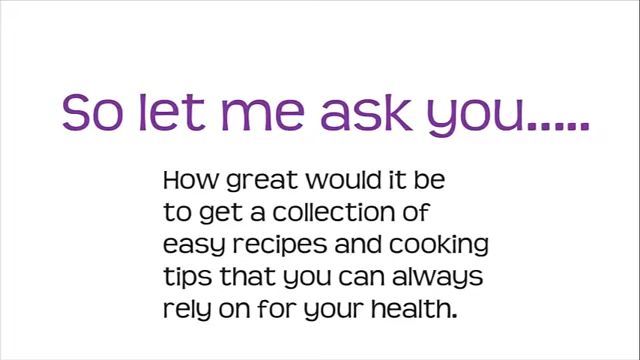 So let me ask you.....
How great would it be
to get a collection of
easy recipes and cooking
tips that you can always
rely on for your health.